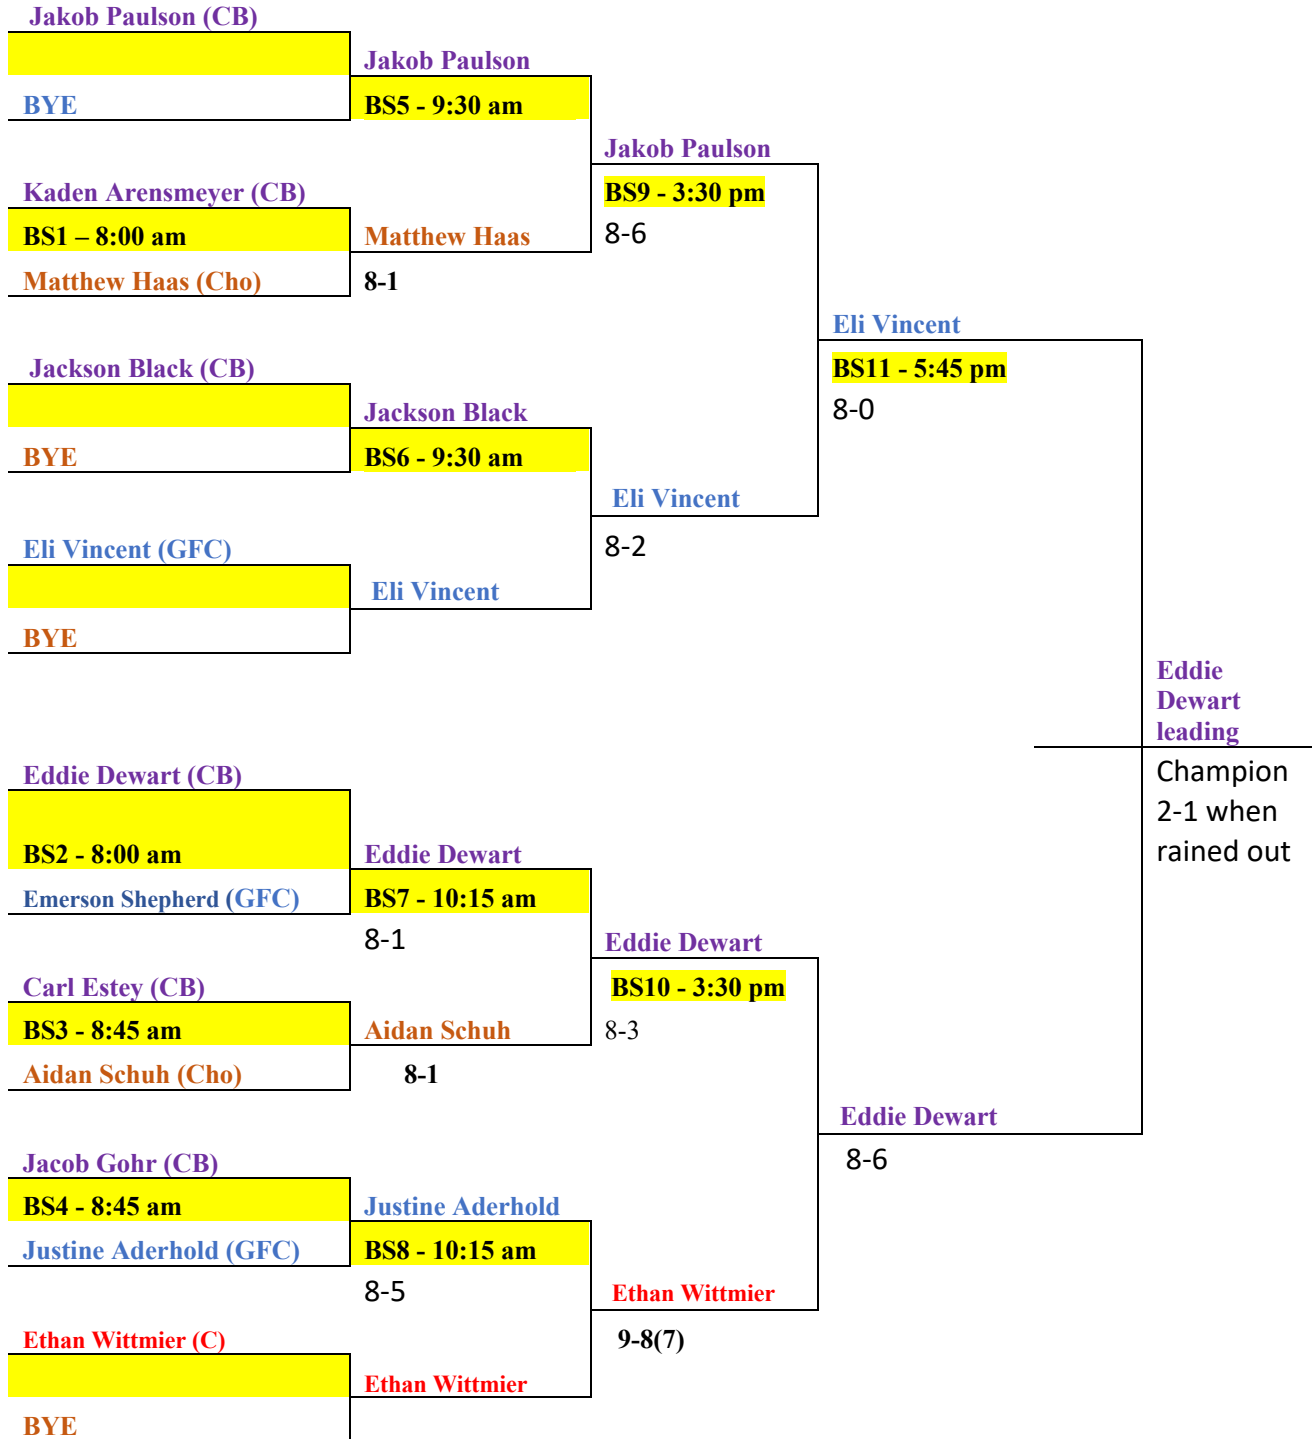 Jakob Paulson (CB)
Jakob Paulson
BYE
BS5 - 9:30 am
Jakob Paulson
Kaden Arensmeyer (CB)
BS9 - 3:30 pm
BS1 – 8:00 am
Matthew Haas
8-6
Matthew Haas (Cho)
8-1
Eli Vincent
Jackson Black (CB)
BS11 - 5:45 pm
Jackson Black
8-0
BYE
BS6 - 9:30 am
Eli Vincent
Eli Vincent (GFC)
8-2
Eli Vincent
BYE
Eddie
Dewart
leading
Champion
2-1 when
rained out
Eddie Dewart (CB)
BS2 - 8:00 am
Eddie Dewart
Emerson Shepherd (GFC)
BS7 - 10:15 am
8-1
Eddie Dewart
Carl Estey (CB)
BS10 - 3:30 pm
BS3 - 8:45 am
Aidan Schuh
8-3
Aidan Schuh (Cho)
8-1
Eddie Dewart
Jacob Gohr (CB)
8-6
BS4 - 8:45 am
Justine Aderhold
Justine Aderhold (GFC)
BS8 - 10:15 am
8-5
Ethan Wittmier
Ethan Wittmier (C)
9-8(7)
Ethan Wittmier
BYE